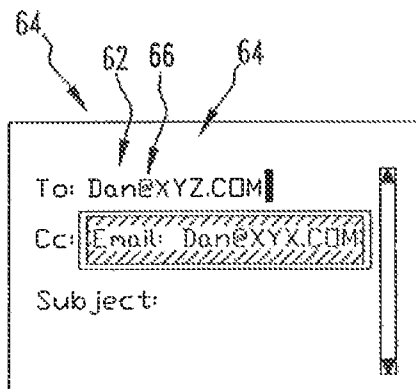 64
62 66 64
To: Dan@XYZ.COM
Cc: Email: Dan@XYX.COM
Subject: